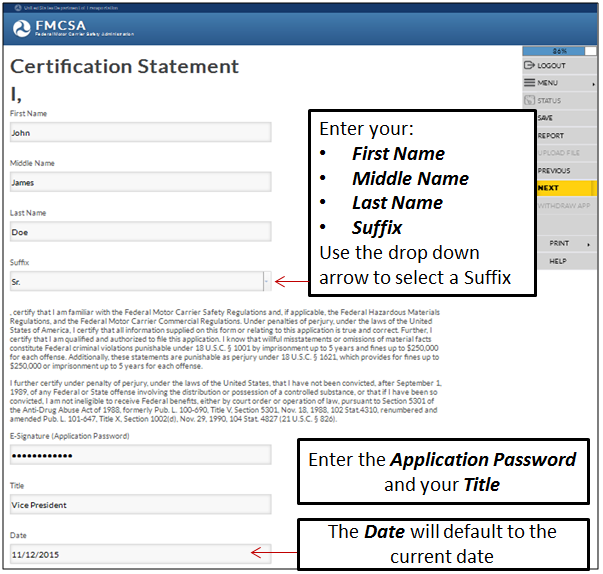 United States Department of Transportation
FMCSA
Federal Motor Carrier Safety Administration
Certification Statement
I,
First Name
John
Middle Name
James
Last Name
Doe
Suffix
Sr.
Enter your:
• First Name
• Middle Name
• Last Name
• Suffix
Use the drop down
arrow to select a Suffix
86%
LOGOUT
MENU
STATUS
SAVE
REPORT
UPLOAD FILE
PREVIOUS
NEXT
WITHDRAW APP
PRINT
HELP
, certify that I am familiar with the Federal Motor Carrier Safety Regulations and, if applicable, the Federal Hazardous Materials
Regulations, and the Federal Motor Carrier Commercial Regulations. Under penalties of perjury, under the laws of the United
States of America, I certify that all information supplied on this form or relating to this application is true and correct. Further, I
certify that I am qualified and authorized to file this application. I know that willful misstatements or omissions of material facts
constitute Federal criminal violations punishable under 18 U.S.C. § 1001 by imprisonment up to 5 years and fines up to $250,000
for each offense. Additionally, these statements are punishable as perjury under 18 U.S.C. § 1621, which provides for fines up to
$250,000 or imprisonment up to 5 years for each offense.
I further certify under penalty of perjury, under the laws of the United States, that I have not been convicted, after September 1,
1989, of any Federal or State offense involving the distribution or possession of a controlled substance, or that if I have been so
convicted, I am not ineligible to receive Federal benefits, either by court order or operation of law, pursuant to Section 5301 of
the Anti-Drug Abuse Act of 1988, formerly Pub. L. 100-690, Title V, Section 5301, Nov. 18, 1988, 102 Stat.4310, renumbered and
amended Pub. L. 101-647, Title X, Section 1002(d), Nov. 29, 1990, 104 Stat. 4827 (21 U.S.C. § 826).
E-Signature (Application Password)
••••••••••••
Enter the Application Password
and your Title
Title
Vice President
Date
11/12/2015
The Date will default to the
current date